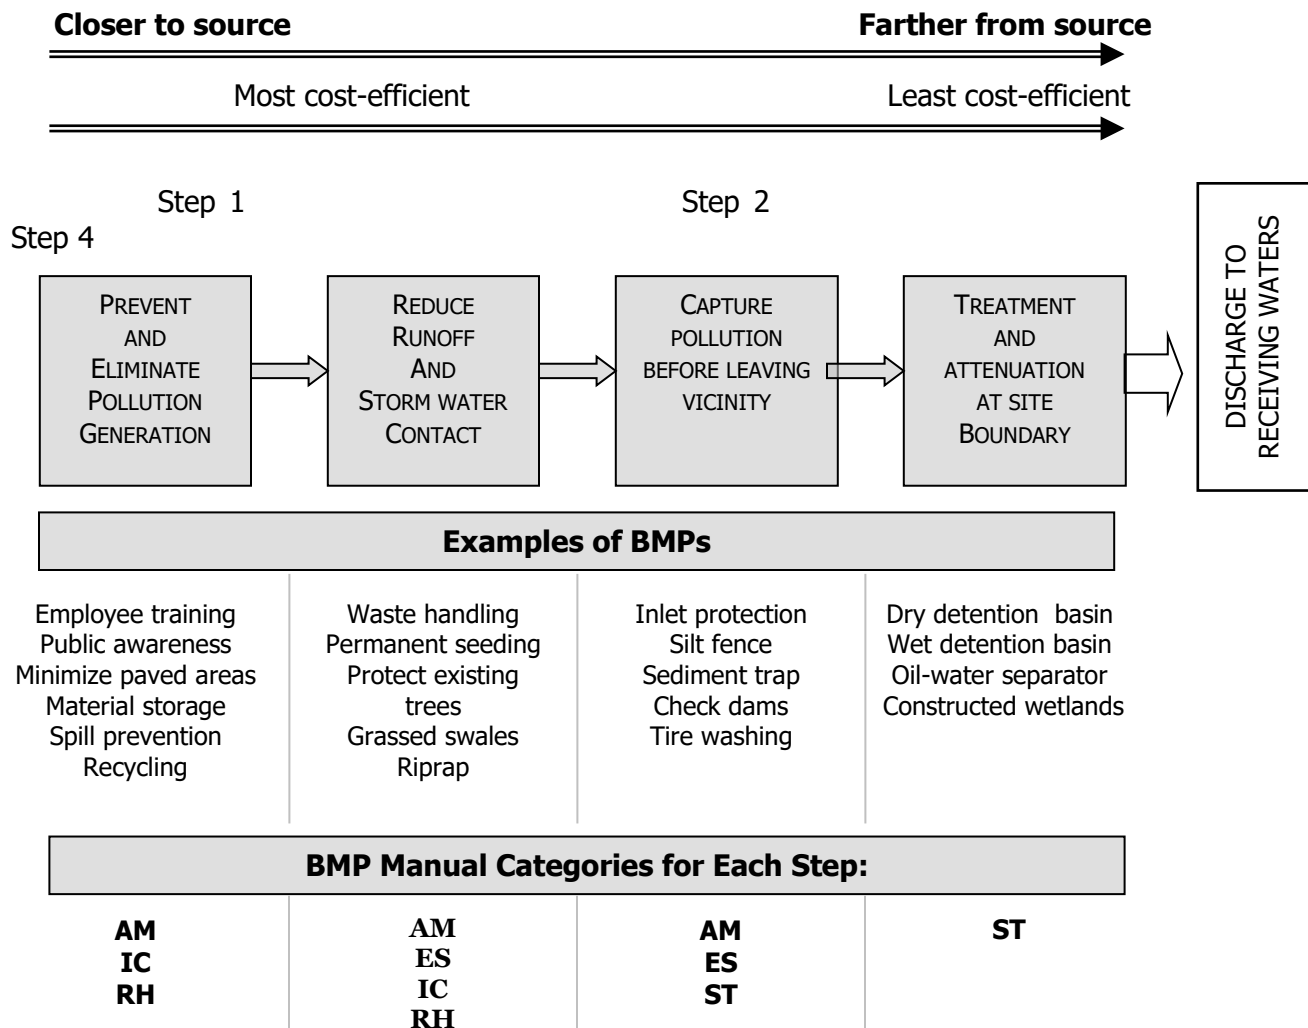 Closer to source
Farther from source
Most cost-efficient
Least cost-efficient
Step 1
Step 2
Step 4
PREVENT
AND
ELIMINATE
POLLUTION
GENERATION
REDUCE
RUNOFF
AND
STORM WATER
CONTACT
CAPTURE
POLLUTION
BEFORE LEAVING
VICINITY
TREATMENT
AND
ATTENUATION
AT SITE
BOUNDARY
DISCHARGE TO
RECEIVING WATERS
Examples of BMPs
Employee training
Public awareness
Minimize paved areas
Material storage
Spill prevention
Recycling
Waste handling
Permanent seeding
Protect existing
trees
Grassed swales
Riprap
Inlet protection
Silt fence
Sediment trap
Check dams
Tire washing
Dry detention basin
Wet detention basin
Oil-water separator
Constructed wetlands
BMP Manual Categories for Each Step:
AM
IC
RH
AM
ES
IC
RH
AM
ES
ST
ST